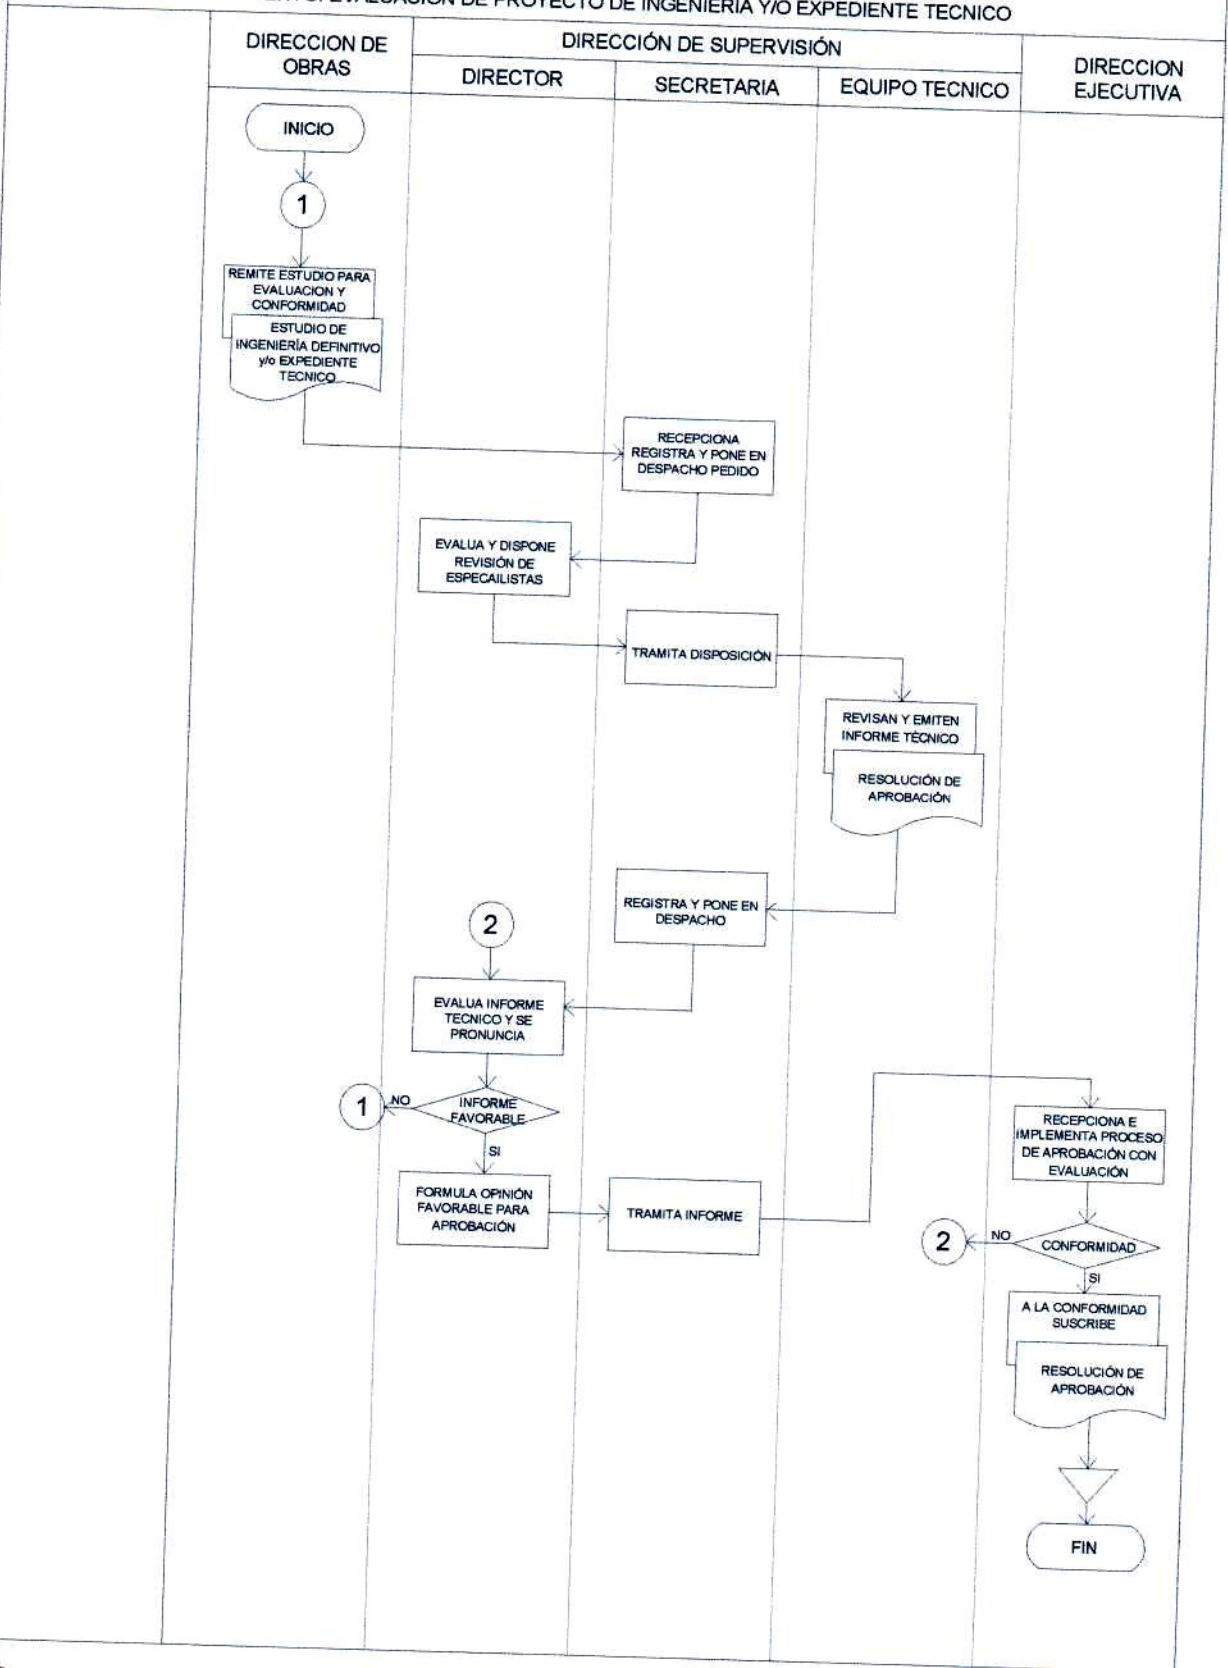 EVALUACION DE PROYECTO DE INGENIERIA Y/O EXPEDIENTE TECNICO
DIRECCION DE
OBRAS
DIRECCIÓN DE SUPERVISIÓN
DIRECTOR
SECRETARIA
EQUIPO TECNICO
DIRECCION
EJECUTIVA
INICIO
1
REMITE ESTUDIO PARA
EVALUACION Y
CONFORMIDAD
ESTUDIO DE
INGENIERÍA DEFINITIVO
y/o EXPEDIENTE
TECNICO
RECEPCIONA
REGISTRA Y PONE EN
DESPACHO PEDIDO
EVALUA Y DISPONE
REVISIÓN DE
ESPECAILISTAS
TRAMITA DISPOSICIÓN
REVISAN Y EMITEN
INFORME TÉCNICO
RESOLUCIÓN DE
APROBACIÓN
REGISTRA Y PONE EN
DESPACHO
2
EVALUA INFORME
TECNICO Y SE
PRONUNCIA
1
NO
INFORME
FAVORABLE
SI
FORMULA OPINIÓN
FAVORABLE PARA
APROBACIÓN
TRAMITA INFORME
RECEPCIONA E
IMPLEMENTA PROCESO
DE APROBACIÓN CON
EVALUACIÓN
2
NO
CONFORMIDAD
SI
A LA CONFORMIDAD
SUSCRIBE
RESOLUCIÓN DE
APROBACIÓN
FIN